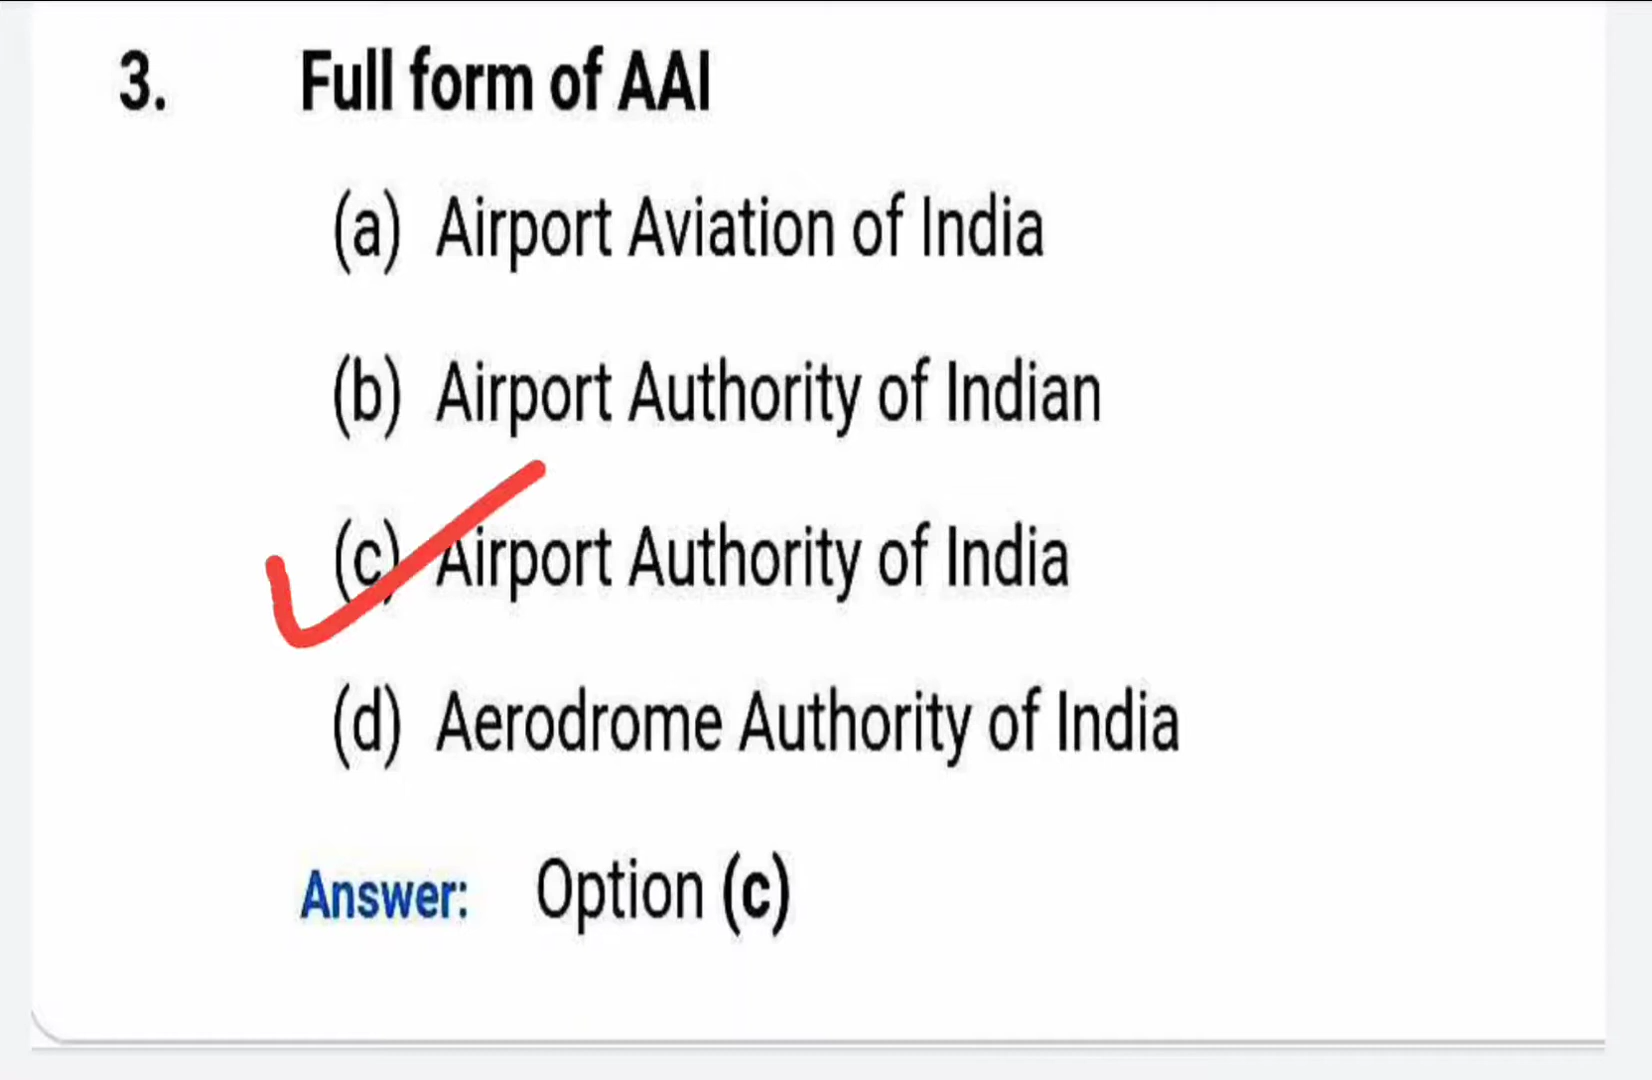 3. Full form of AAI
(a) Airport Aviation of India
(b) Airport Authority of Indian
(c) Airport Authority of India
(d) Aerodrome Authority of India
Answer: Option (c)